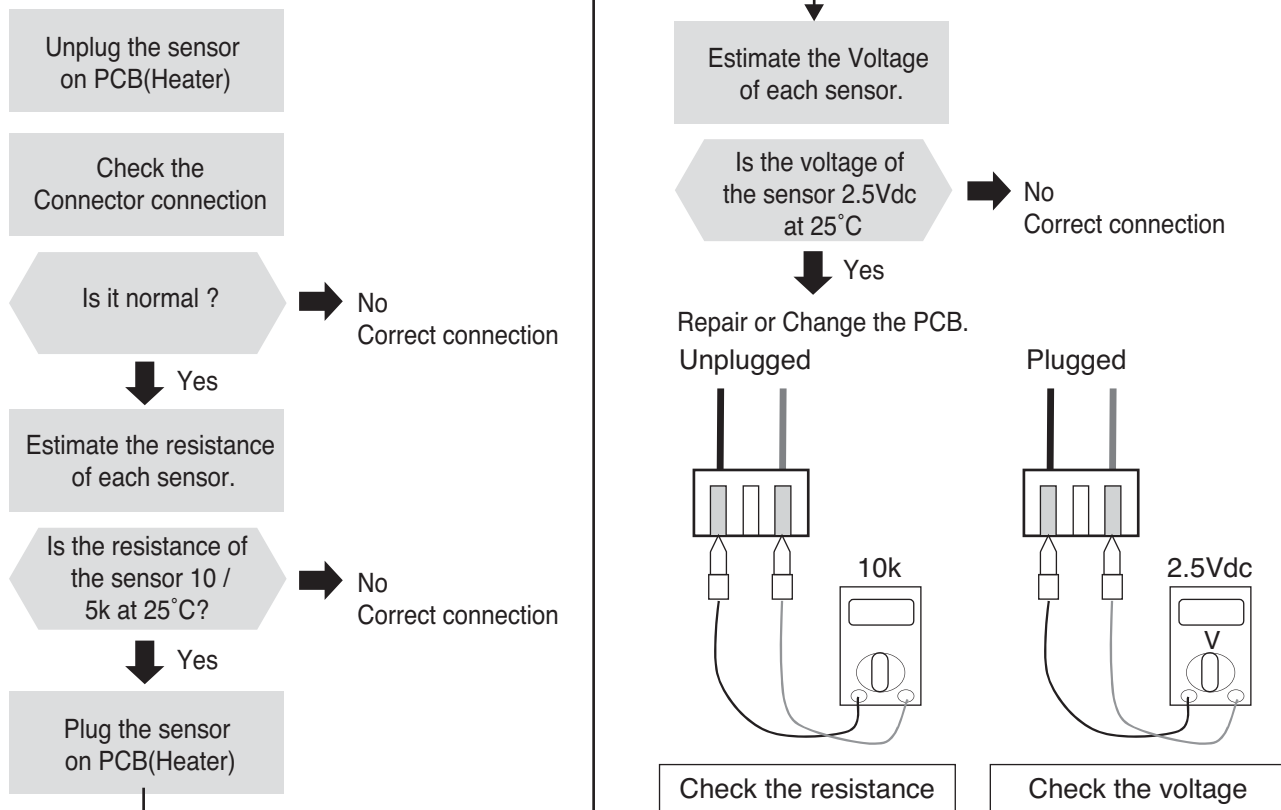 Unplug the sensor
on PCB(Heater)
Check the
Connector connection
Is it normal ?
No
Correct connection
Yes
Estimate the resistance
of each sensor.
Is the resistance of
the sensor 10 /
5k at 25˚C?
No
Correct connection
Yes
Plug the sensor
on PCB(Heater)
Estimate the Voltage
of each sensor.
Is the voltage of
the sensor 2.5Vdc
at 25˚C
No
Correct connection
Yes
Repair or Change the PCB.
Unplugged
10k
Check the resistance
Plugged
2.5Vdc
V
Check the voltage